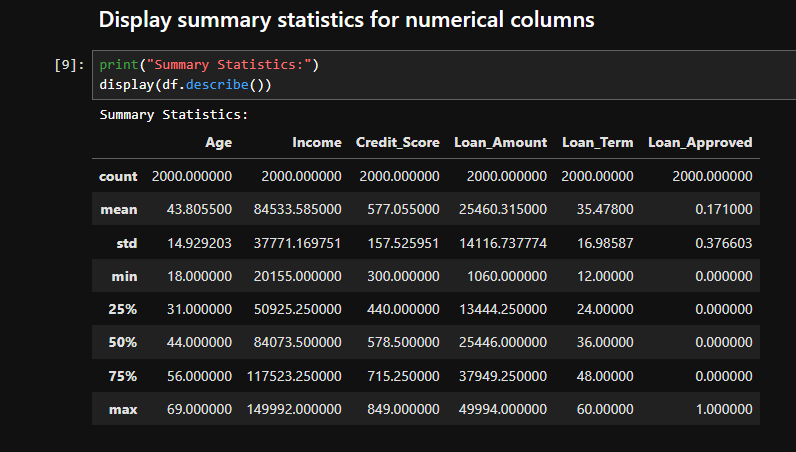 Display summary statistics for numerical columns
[9]: print("Summary Statistics:")
display(df.describe())
Summary Statistics:
Age Income Credit_Score Loan_Amount Loan_Term Loan_Approved
count 2000.000000 2000.000000 2000.000000 2000.000000 2000.00000 2000.000000
mean 43.805500 84533.585000 577.055000 25460.315000 35.47800 0.171000
std 14.929203 37771.169751 157.525951 14116.737774 16.98587 0.376603
min 18.000000 20155.000000 300.000000 1060.000000 12.00000 0.000000
25% 31.000000 50925.250000 440.000000 13444.250000 24.00000 0.000000
50% 44.000000 84073.500000 578.500000 25446.000000 36.00000 0.000000
75% 56.000000 117523.250000 715.250000 37949.250000 48.00000 0.000000
max 69.000000 149992.000000 849.000000 49994.000000 60.00000 1.000000